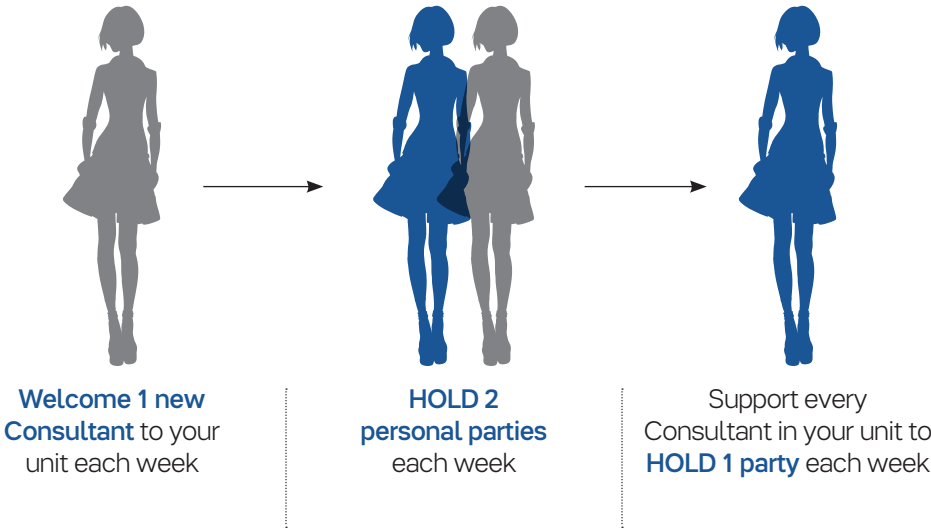 Welcome 1 new
Consultant to your
unit each week
HOLD 2
personal parties
each week
Support every
Consultant in your unit to
HOLD 1 party each week